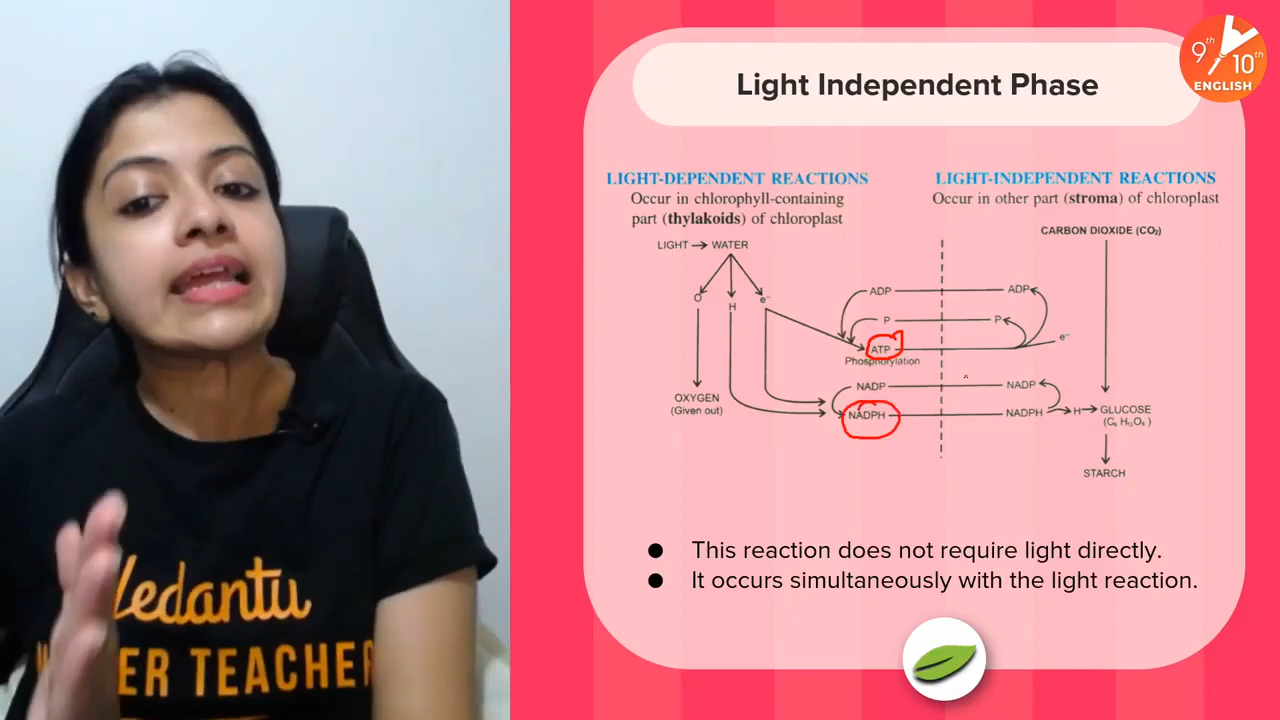 Light Independent Phase
9th
10th
ENGLISH
LIGHT-DEPENDENT REACTIONS
Occur in chlorophyll-containing
part (thylakoids) of chloroplast
LIGHT-INDEPENDENT REACTIONS
Occur in other part (stroma) of chloroplast
CARBON DIOXIDE (CO₂)
LIGHT → WATER
O H e⁻
ADP ADP
P P
ATP e⁻
Phosphorylation
NADP NADP
OXYGEN
(Given out)
NADPH NADPH → H → GLUCOSE
(C₆ H₁₂O₆)
STARCH
● This reaction does not require light directly.
● It occurs simultaneously with the light reaction.
Vedantu
TEACHER